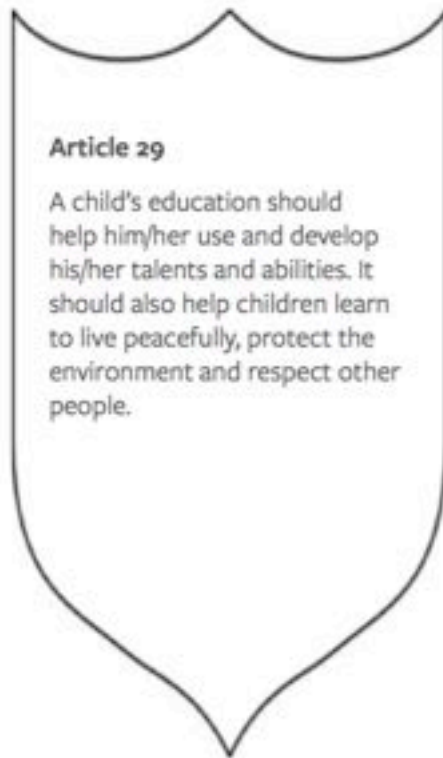 Article 29
A child's education should
help him/her use and develop
his/her talents and abilities. It
should also help children learn
to live peacefully, protect the
environment and respect other
people.